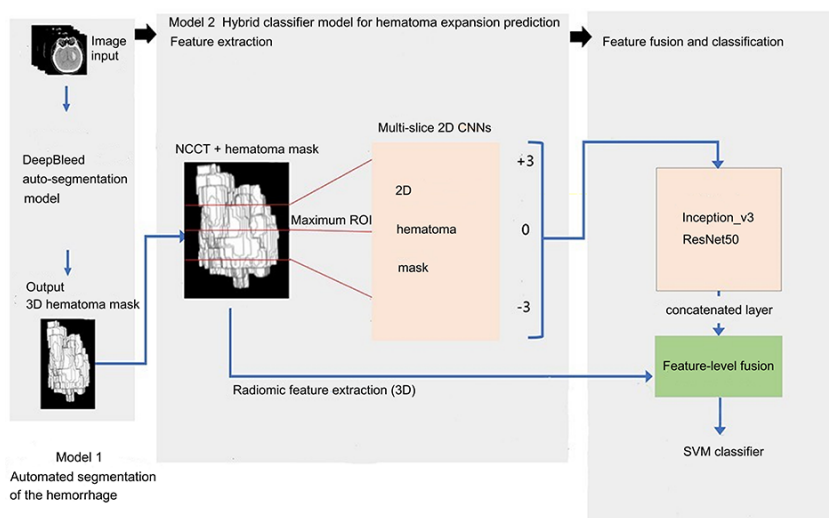 Image
input
DeepBleed
auto-segmentation
model
Output
3D hematoma mask
Model 1
Automated segmentation
of the hemorrhage
Model 2 Hybrid classifier model for hematoma expansion prediction
Feature extraction
NCCT + hematoma mask
Maximum ROI
Multi-slice 2D CNNs
2D
hematoma
mask
+3
0
-3
Radiomic feature extraction (3D)
Feature fusion and classification
Inception_v3
ResNet50
concatenated layer
Feature-level fusion
SVM classifier